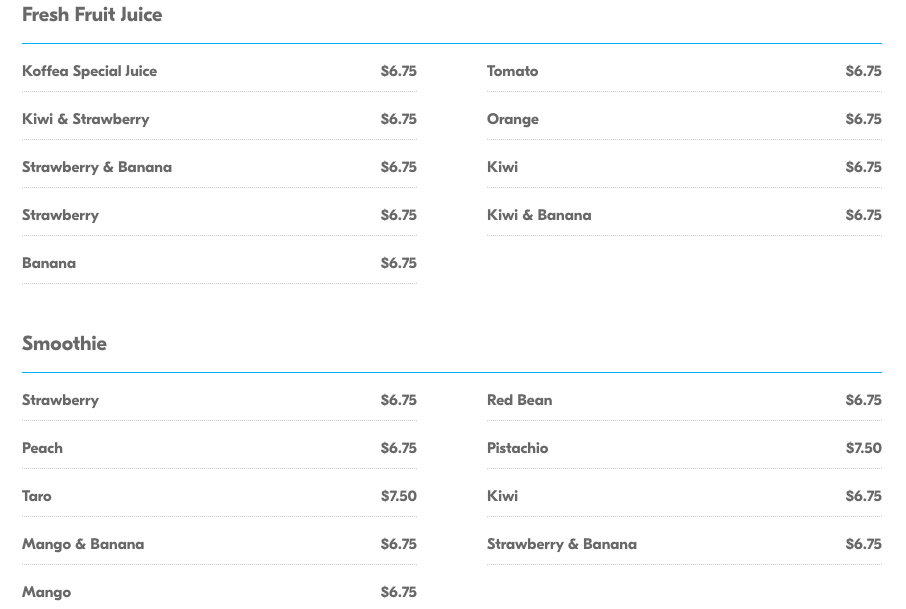 Fresh Fruit Juice
Koffea Special Juice $6.75
Tomato $6.75
Kiwi & Strawberry $6.75
Orange $6.75
Strawberry & Banana $6.75
Kiwi $6.75
Strawberry $6.75
Kiwi & Banana $6.75
Banana $6.75
Smoothie
Strawberry $6.75
Red Bean $6.75
Peach $6.75
Pistachio $7.50
Taro $7.50
Kiwi $6.75
Mango & Banana $6.75
Strawberry & Banana $6.75
Mango $6.75